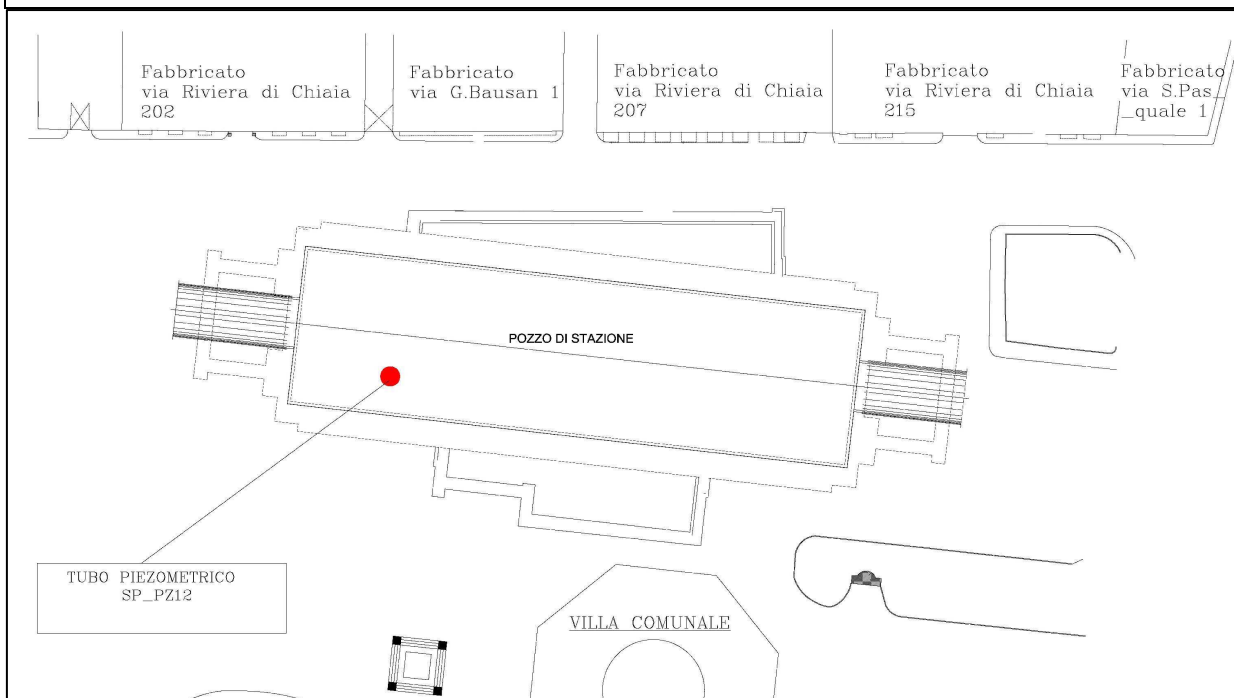 Fabbricato
via Riviera di Chiaia
202
Fabbricato
via G.Bausan 1
Fabbricato
via Riviera di Chiaia
207
Fabbricato
via Riviera di Chiaia
215
Fabbricato
via S.Pas
_quale 1
POZZO DI STAZIONE
TUBO PIEZOMETRICO
SP_PZ12
VILLA COMUNALE